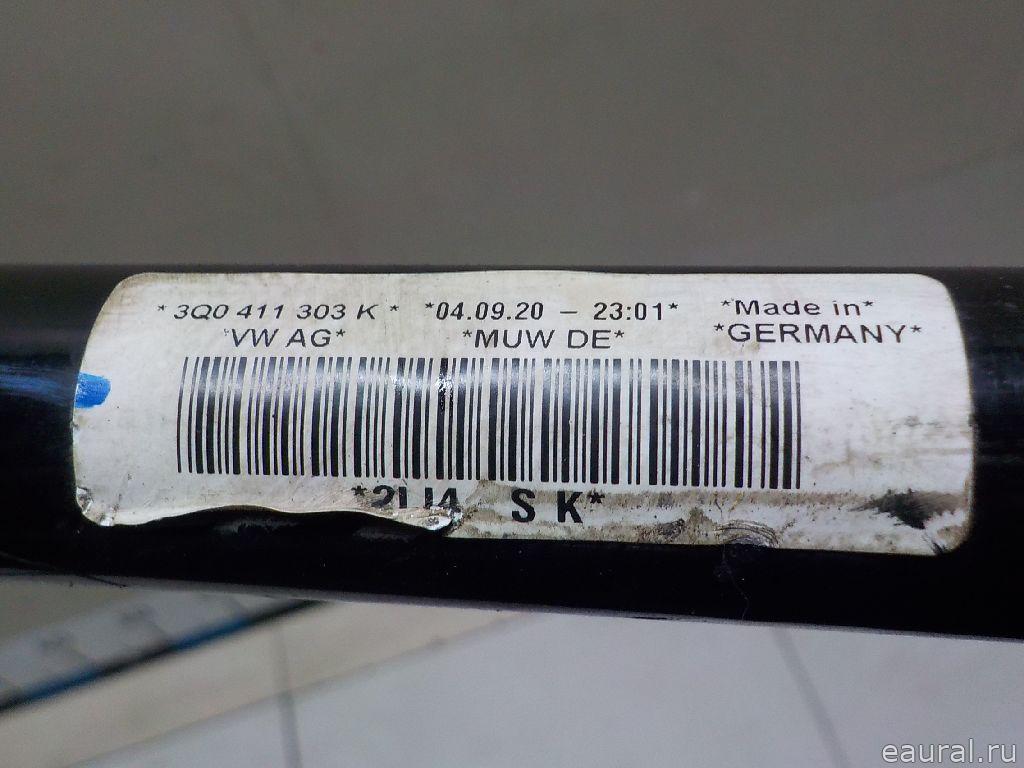 *3Q0 411 303 K* *04.09.20 – 23:01* *Made in*
*VW AG* *MUW DE* *GERMANY*
S K*
eaural.ru